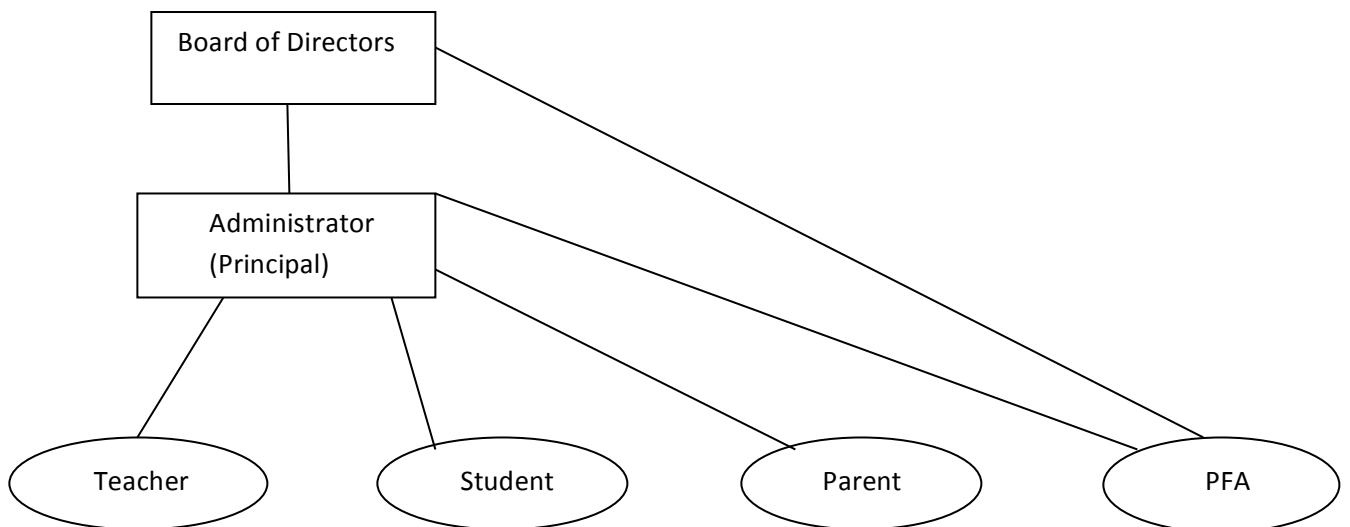 Board of Directors
Administrator
(Principal)
Teacher
Student
Parent
PFA